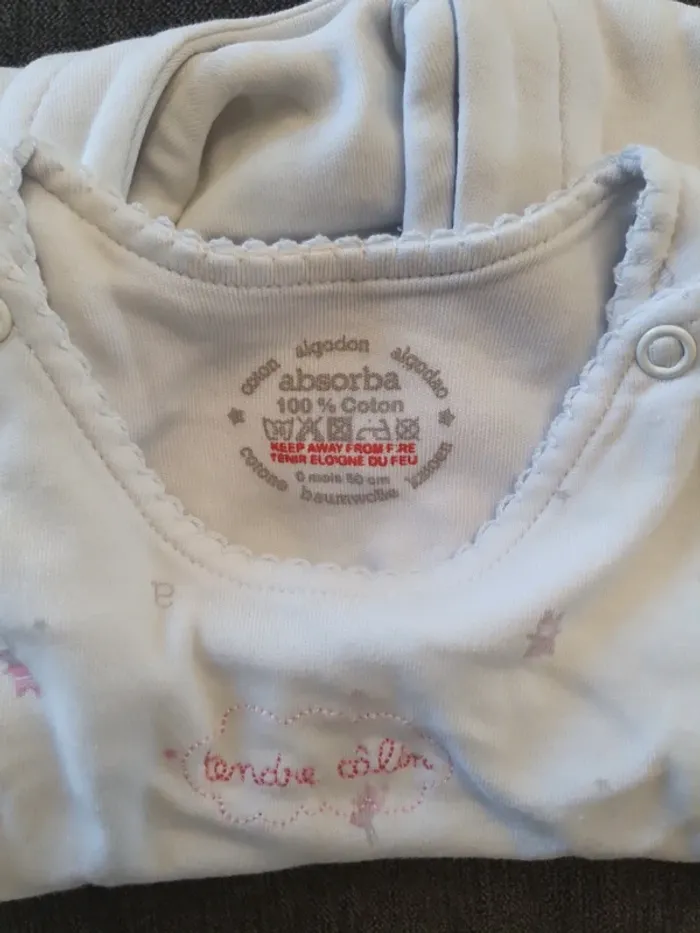 coton algodon algodao
absorba
100 % Coton
KEEP AWAY FROM FIRE
TENIR ELOIGNE DU FEU
0 mois 50 cm
cotone baumwolle katoen
a
tendre câlin